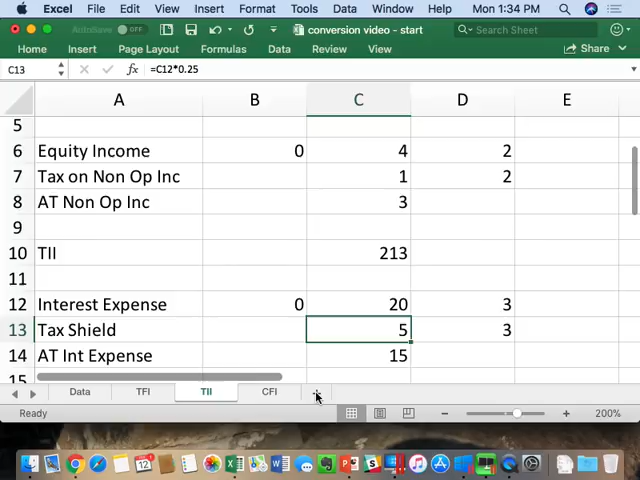 Excel File Edit View Insert Format Tools Data Window Help Mon 1:34 PM
AutoSave OFF conversion video - start Search Sheet
Home Insert Page Layout Formulas Data Review View Share
C13 fx =C12*0.25
A B C D E
5
6 Equity Income 0 4 2
7 Tax on Non Op Inc 1 2
8 AT Non Op Inc 3
9
10 TII 213
11
12 Interest Expense 0 20 3
13 Tax Shield 5 3
14 AT Int Expense 15
15
Data TFI TII CFI
Ready 200%